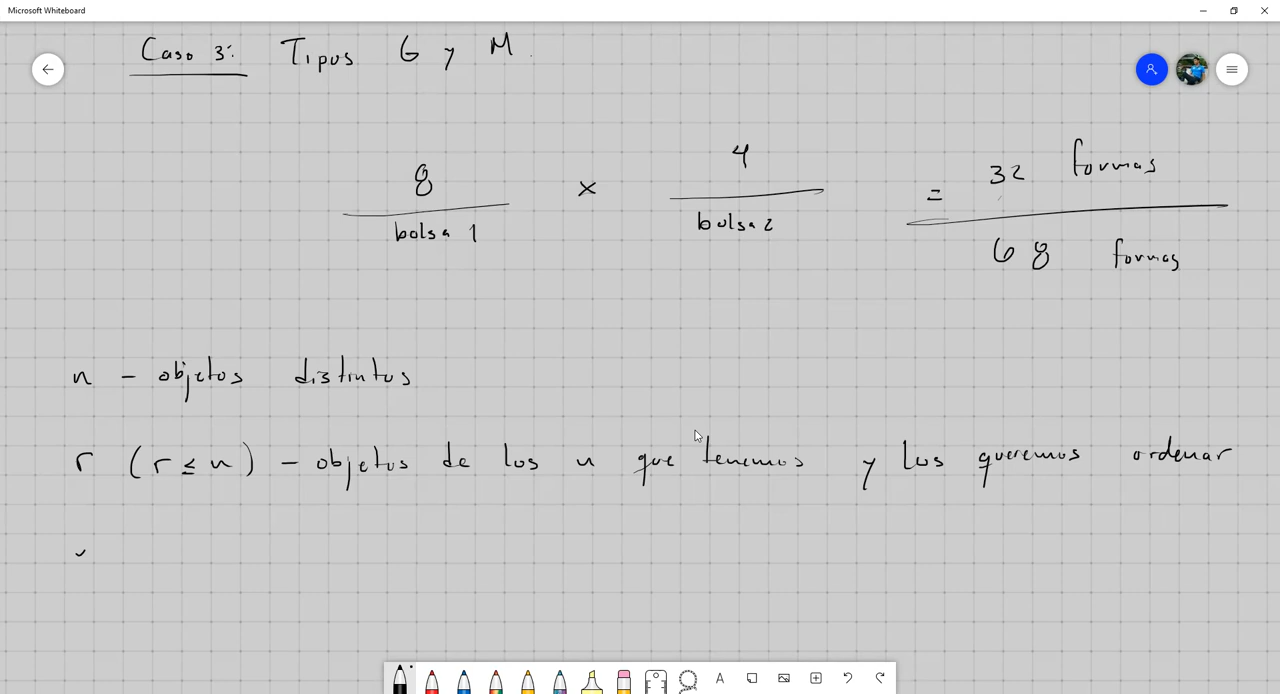 Microsoft Whiteboard
Caso 3: Tipos G y M.
8 × 4 = 32 formas
bolsa 1 bolsa 2 68 formas
n - objetos distintos
r (r ≤ n) - objetos de los n que tenemos y los queremos ordenar
A